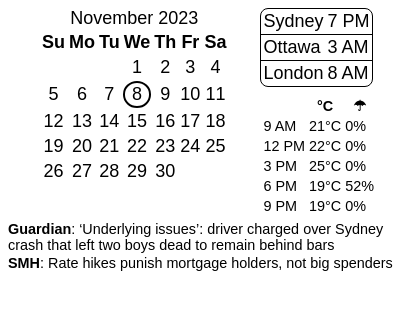 November 2023
Su Mo Tu We Th Fr Sa
1 2 3 4
5 6 7 8 9 10 11
12 13 14 15 16 17 18
19 20 21 22 23 24 25
26 27 28 29 30
Sydney 7 PM
Ottawa 3 AM
London 8 AM
°C ☂
9 AM 21°C 0%
12 PM 22°C 0%
3 PM 25°C 0%
6 PM 19°C 52%
9 PM 19°C 0%
Guardian: ‘Underlying issues’: driver charged over Sydney
crash that left two boys dead to remain behind bars
SMH: Rate hikes punish mortgage holders, not big spenders